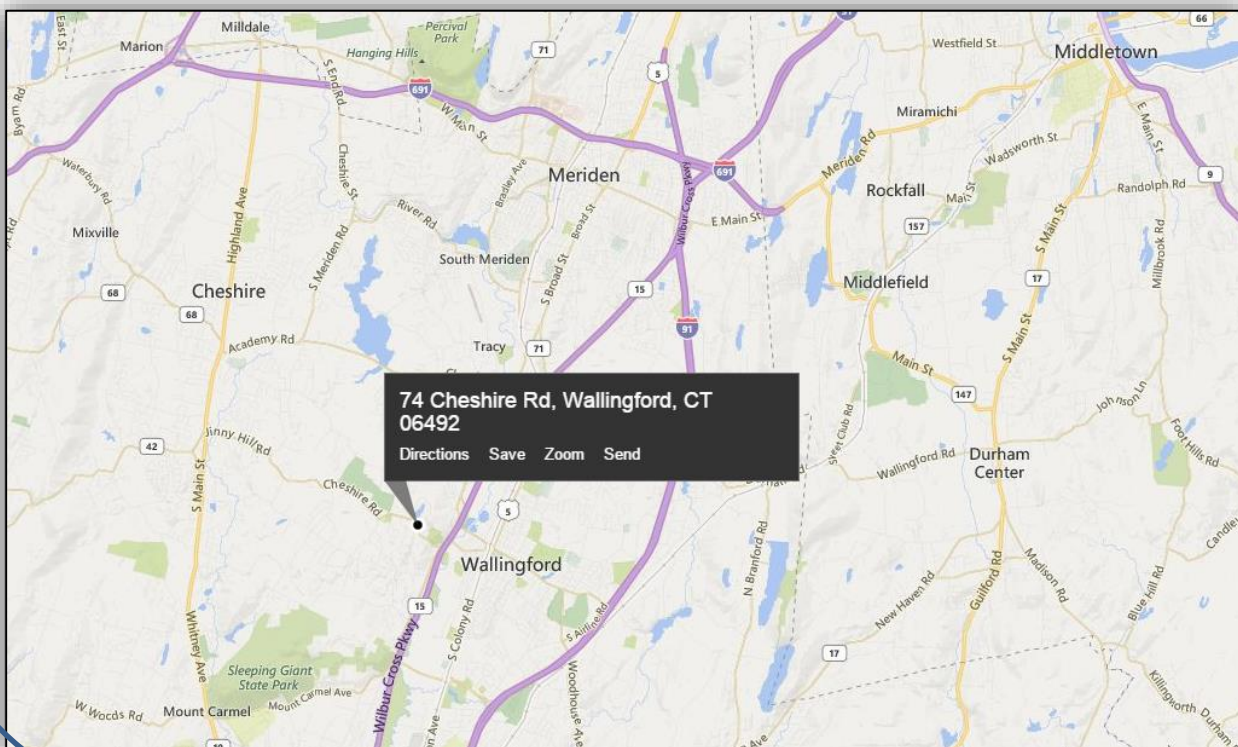 Percival
Park
Milldale
East St
66
Marion
Hanging Hills
71
5
Westfield St
Middletown
S End Rd
691
Byam Rd
W Main St
Miramichi
E Main St
Wadsworth St
Meriden Rd
Meriden
Bradley Ave
Wilbur Cross Pkwy
691
Waterbury Rd
Highland Ave
Cheshire St
Rockfall
Main St
Randolph Rd
9
River Rd
Broad St
E Main St
157
S Main St
Mixville
S Meriden Rd
South Meriden
Millbrook Rd
S Broad St
17
68
Cheshire
15
Middlefield
68
91
Academy Rd
Tracy
71
Main St
S Main St
147
Johnson Ln
74 Cheshire Rd, Wallingford, CT
06492
Directions Save Zoom Send
Jinny Hill Rd
42
Foot Hills Rd
Wallingford Rd
Durham
Center
S Main St
Cheshire Rd
5
Wallingford
N Branford Rd
Madison Rd
Guilford Rd
Blue Hill Rd
15
New Haven Rd
Whitney Ave
S Colony Rd
S Airline Rd
17
Sleeping Giant
State Park
Wilbur Cross Pkwy
Woodhouse Ave
Mount Carmel Ave
Mount Carmel
W Woods Rd
Killingworth
Durham